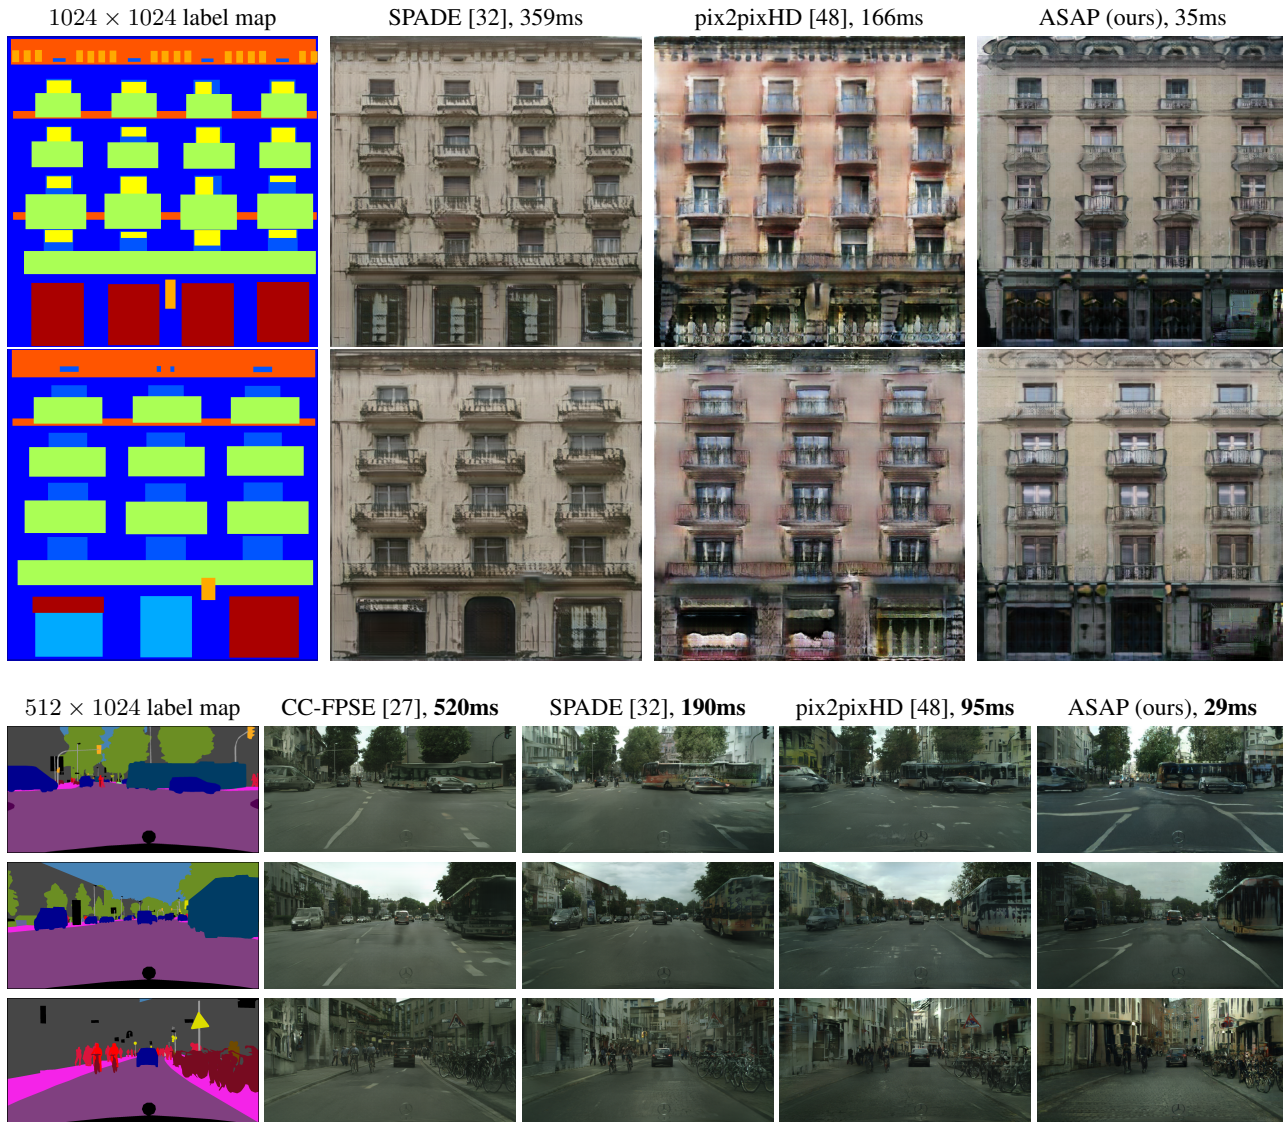 1024 × 1024 label map
SPADE [32], 359ms
pix2pixHD [48], 166ms
ASAP (ours), 35ms
512 × 1024 label map
CC-FPSE [27], 520ms
SPADE [32], 190ms
pix2pixHD [48], 95ms
ASAP (ours), 29ms